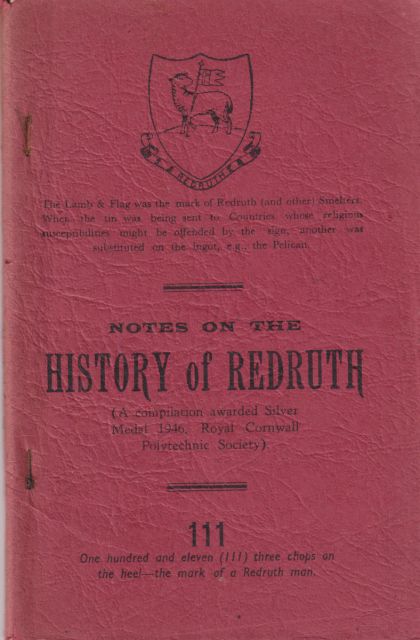 REDRUTH
The Lamb & Flag was the mark of Redruth (and other) Smelters.
When the tin was being sent to Countries whose religious
susceptibilities might be offended by the sign, another was
substituted on the ingot, e.g., the Pelican.
NOTES ON THE
HISTORY of REDRUTH
(A compilation awarded Silver
Medal 1946, Royal Cornwall
Polytechnic Society).
111
One hundred and eleven (111) three chops on
the heel—the mark of a Redruth man.